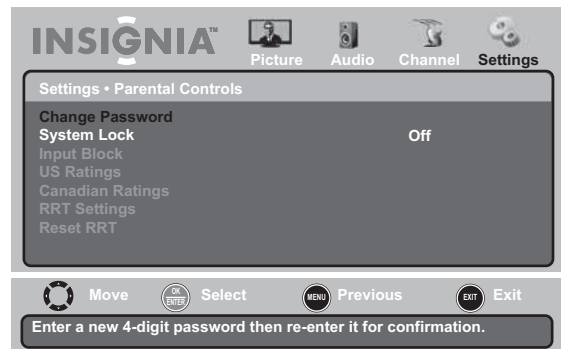 INSIGNIA™
Picture Audio Channel Settings
Settings • Parental Controls
Change Password
System Lock Off
Input Block
US Ratings
Canadian Ratings
RRT Settings
Reset RRT
Move OK ENTER Select MENU Previous EXIT Exit
Enter a new 4-digit password then re-enter it for confirmation.